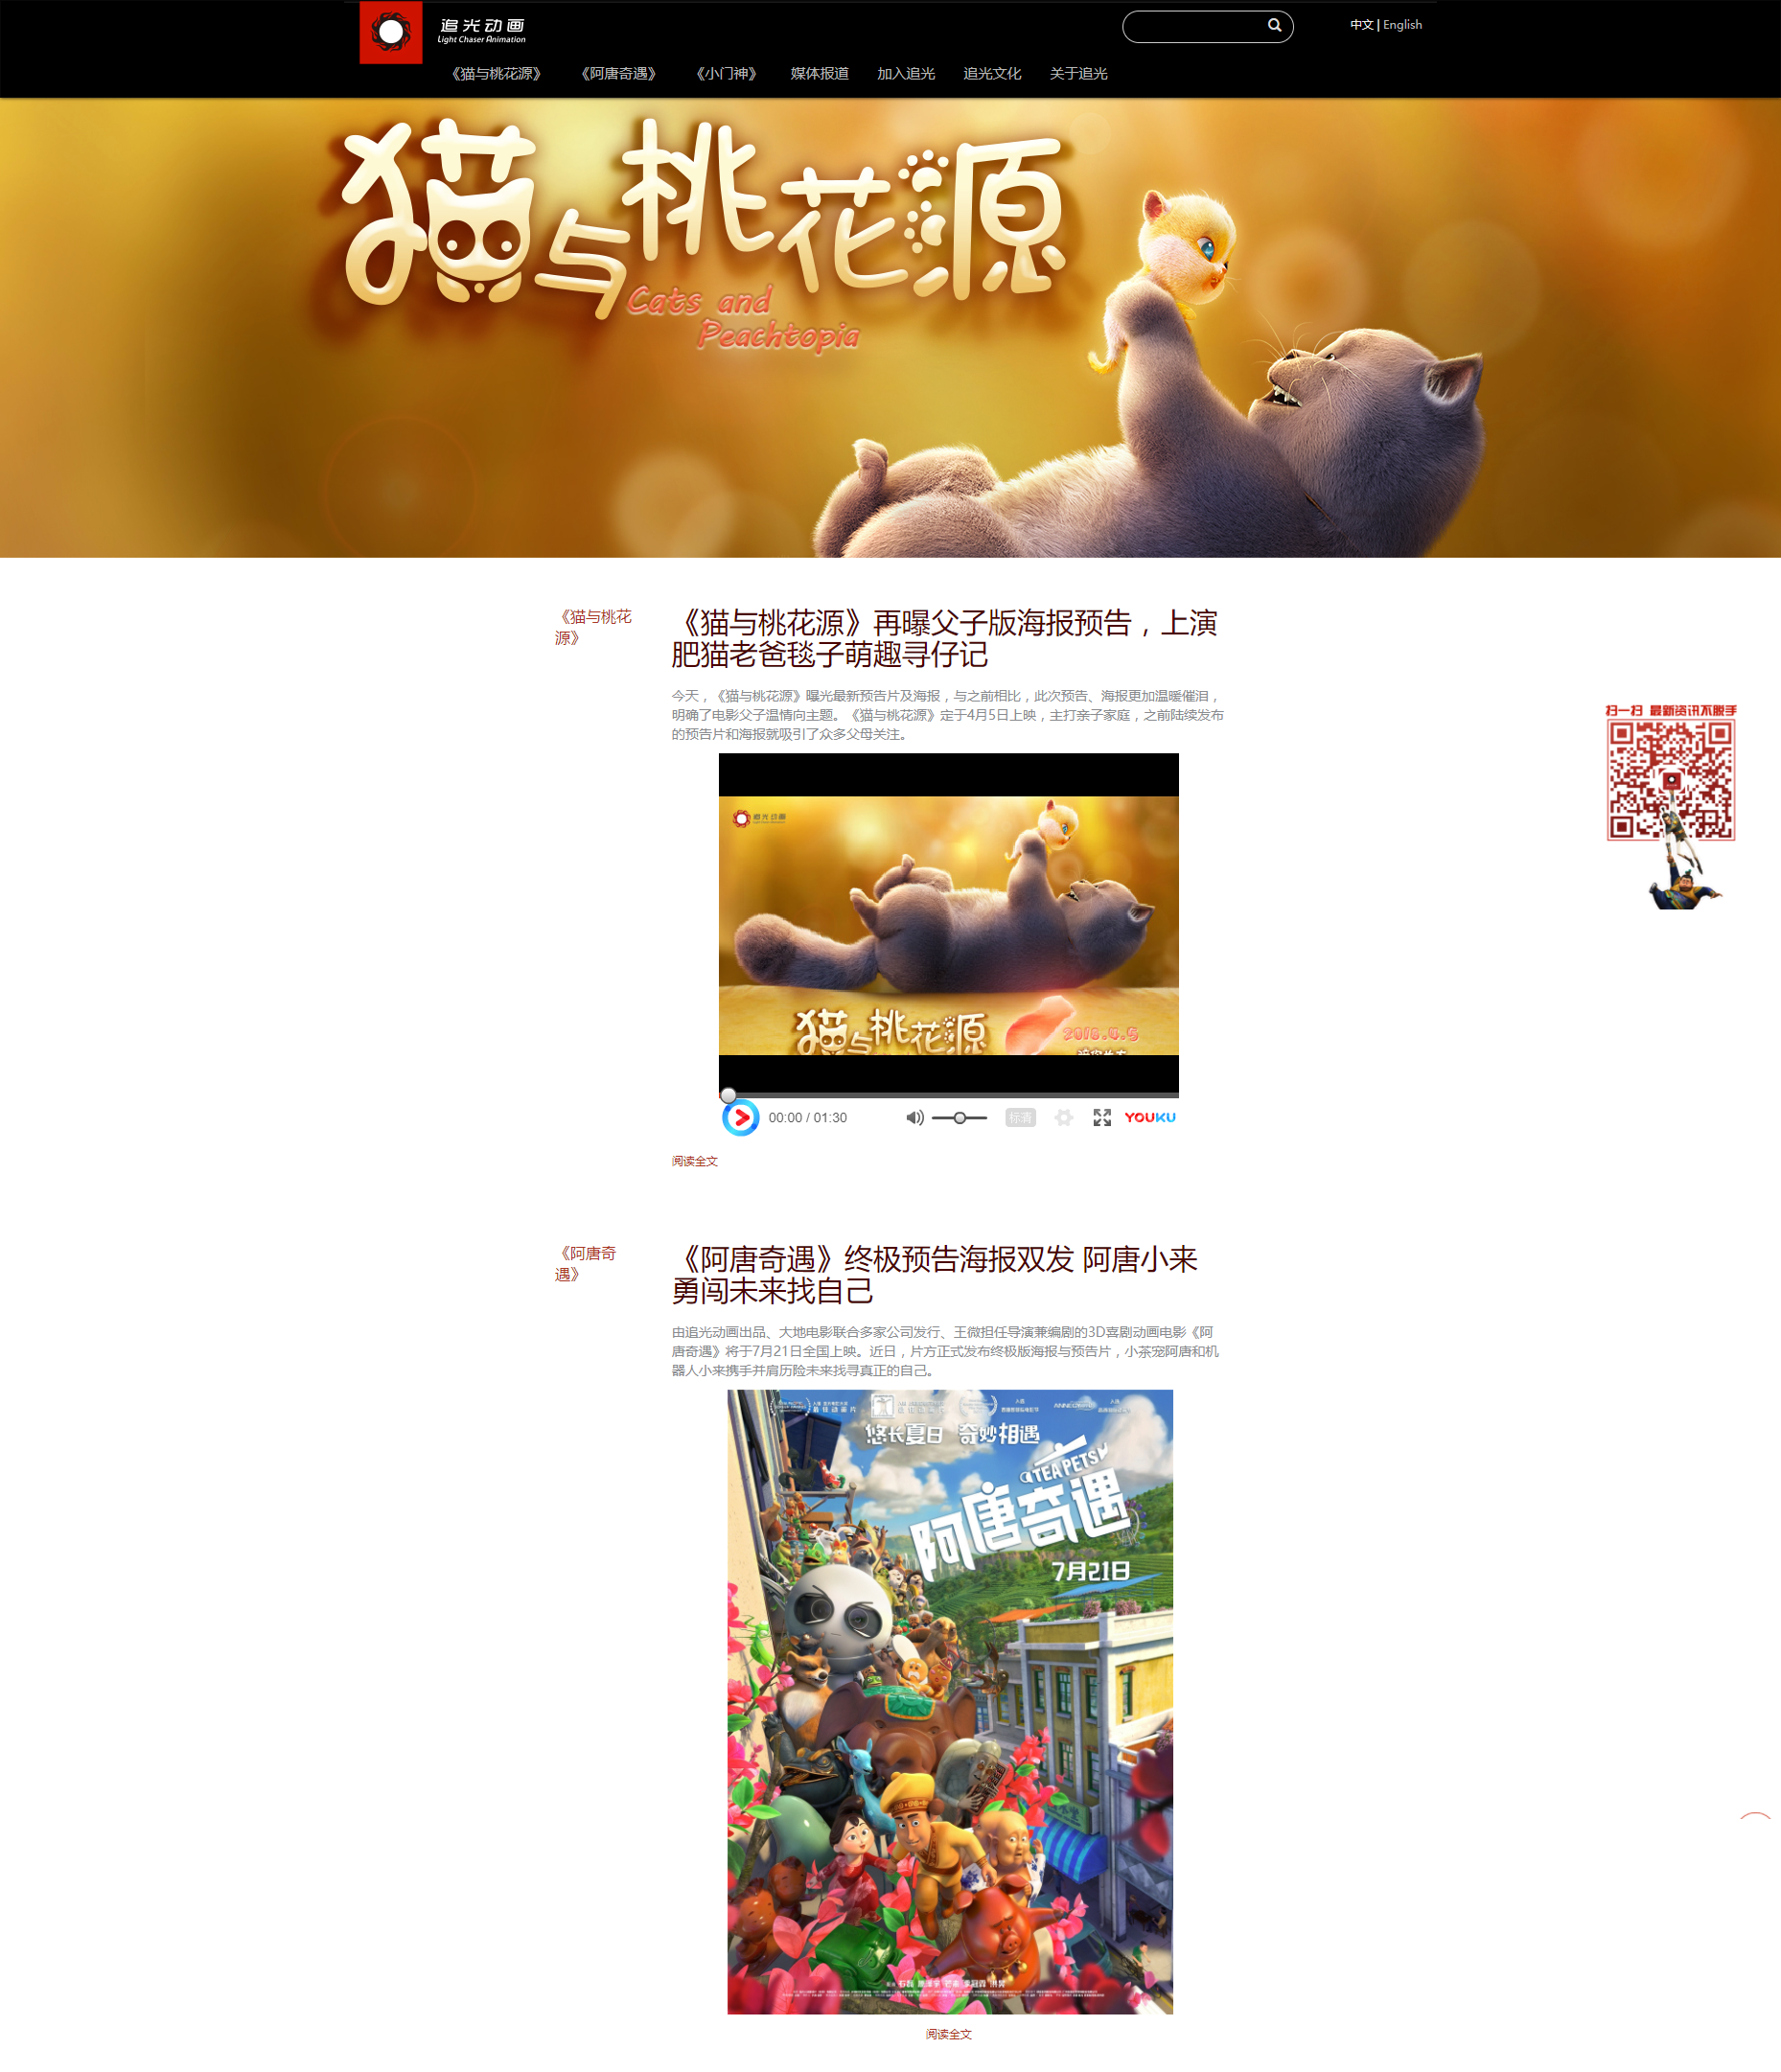 追光动画
Light Chaser Animation
中文 | English
《猫与桃花源》 《阿唐奇遇》 《小门神》 媒体报道 加入追光 追光文化 关于追光
猫与桃花源
Cats and
Peachtopia
《猫与桃花源》
《猫与桃花源》再曝父子版海报预告，上演
肥猫老爸毯子萌趣寻仔记
今天，《猫与桃花源》曝光最新预告片及海报，与之前相比，此次预告、海报更加温暖催泪，
明确了电影父子温情向主题。《猫与桃花源》定于4月5日上映，主打亲子家庭，之前陆续发布
的预告片和海报就吸引了众多父母关注。
扫一扫 最新资讯不脱手
追光动画
猫与桃花源
2018.4.5
00:00 / 01:30
标清
YOUKU
阅读全文
《阿唐奇遇》
《阿唐奇遇》终极预告海报双发 阿唐小来
勇闯未来找自己
由追光动画出品、大地电影联合多家公司发行、王微担任导演兼编剧的3D喜剧动画电影《阿
唐奇遇》将于7月21日全国上映。近日，片方正式发布终极版海报与预告片，小茶宠阿唐和机
器人小来携手并肩历险未来找寻真正的自己。
悠长夏日 奇妙相遇
TEA PETS
阿唐奇遇
7月21日
阅读全文